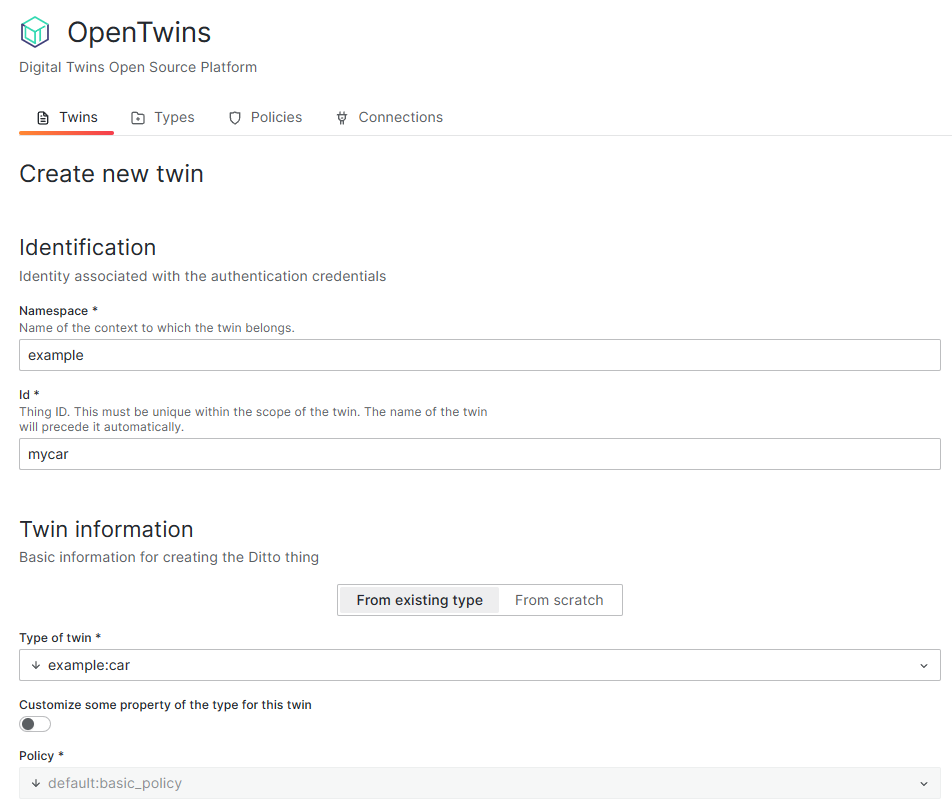 OpenTwins
Digital Twins Open Source Platform
Twins Types Policies Connections
Create new twin
Identification
Identity associated with the authentication credentials
Namespace *
Name of the context to which the twin belongs.
example
Id *
Thing ID. This must be unique within the scope of the twin. The name of the twin
will precede it automatically.
mycar
Twin information
Basic information for creating the Ditto thing
From existing type From scratch
Type of twin *
example:car
Customize some property of the type for this twin
Policy *
default:basic_policy